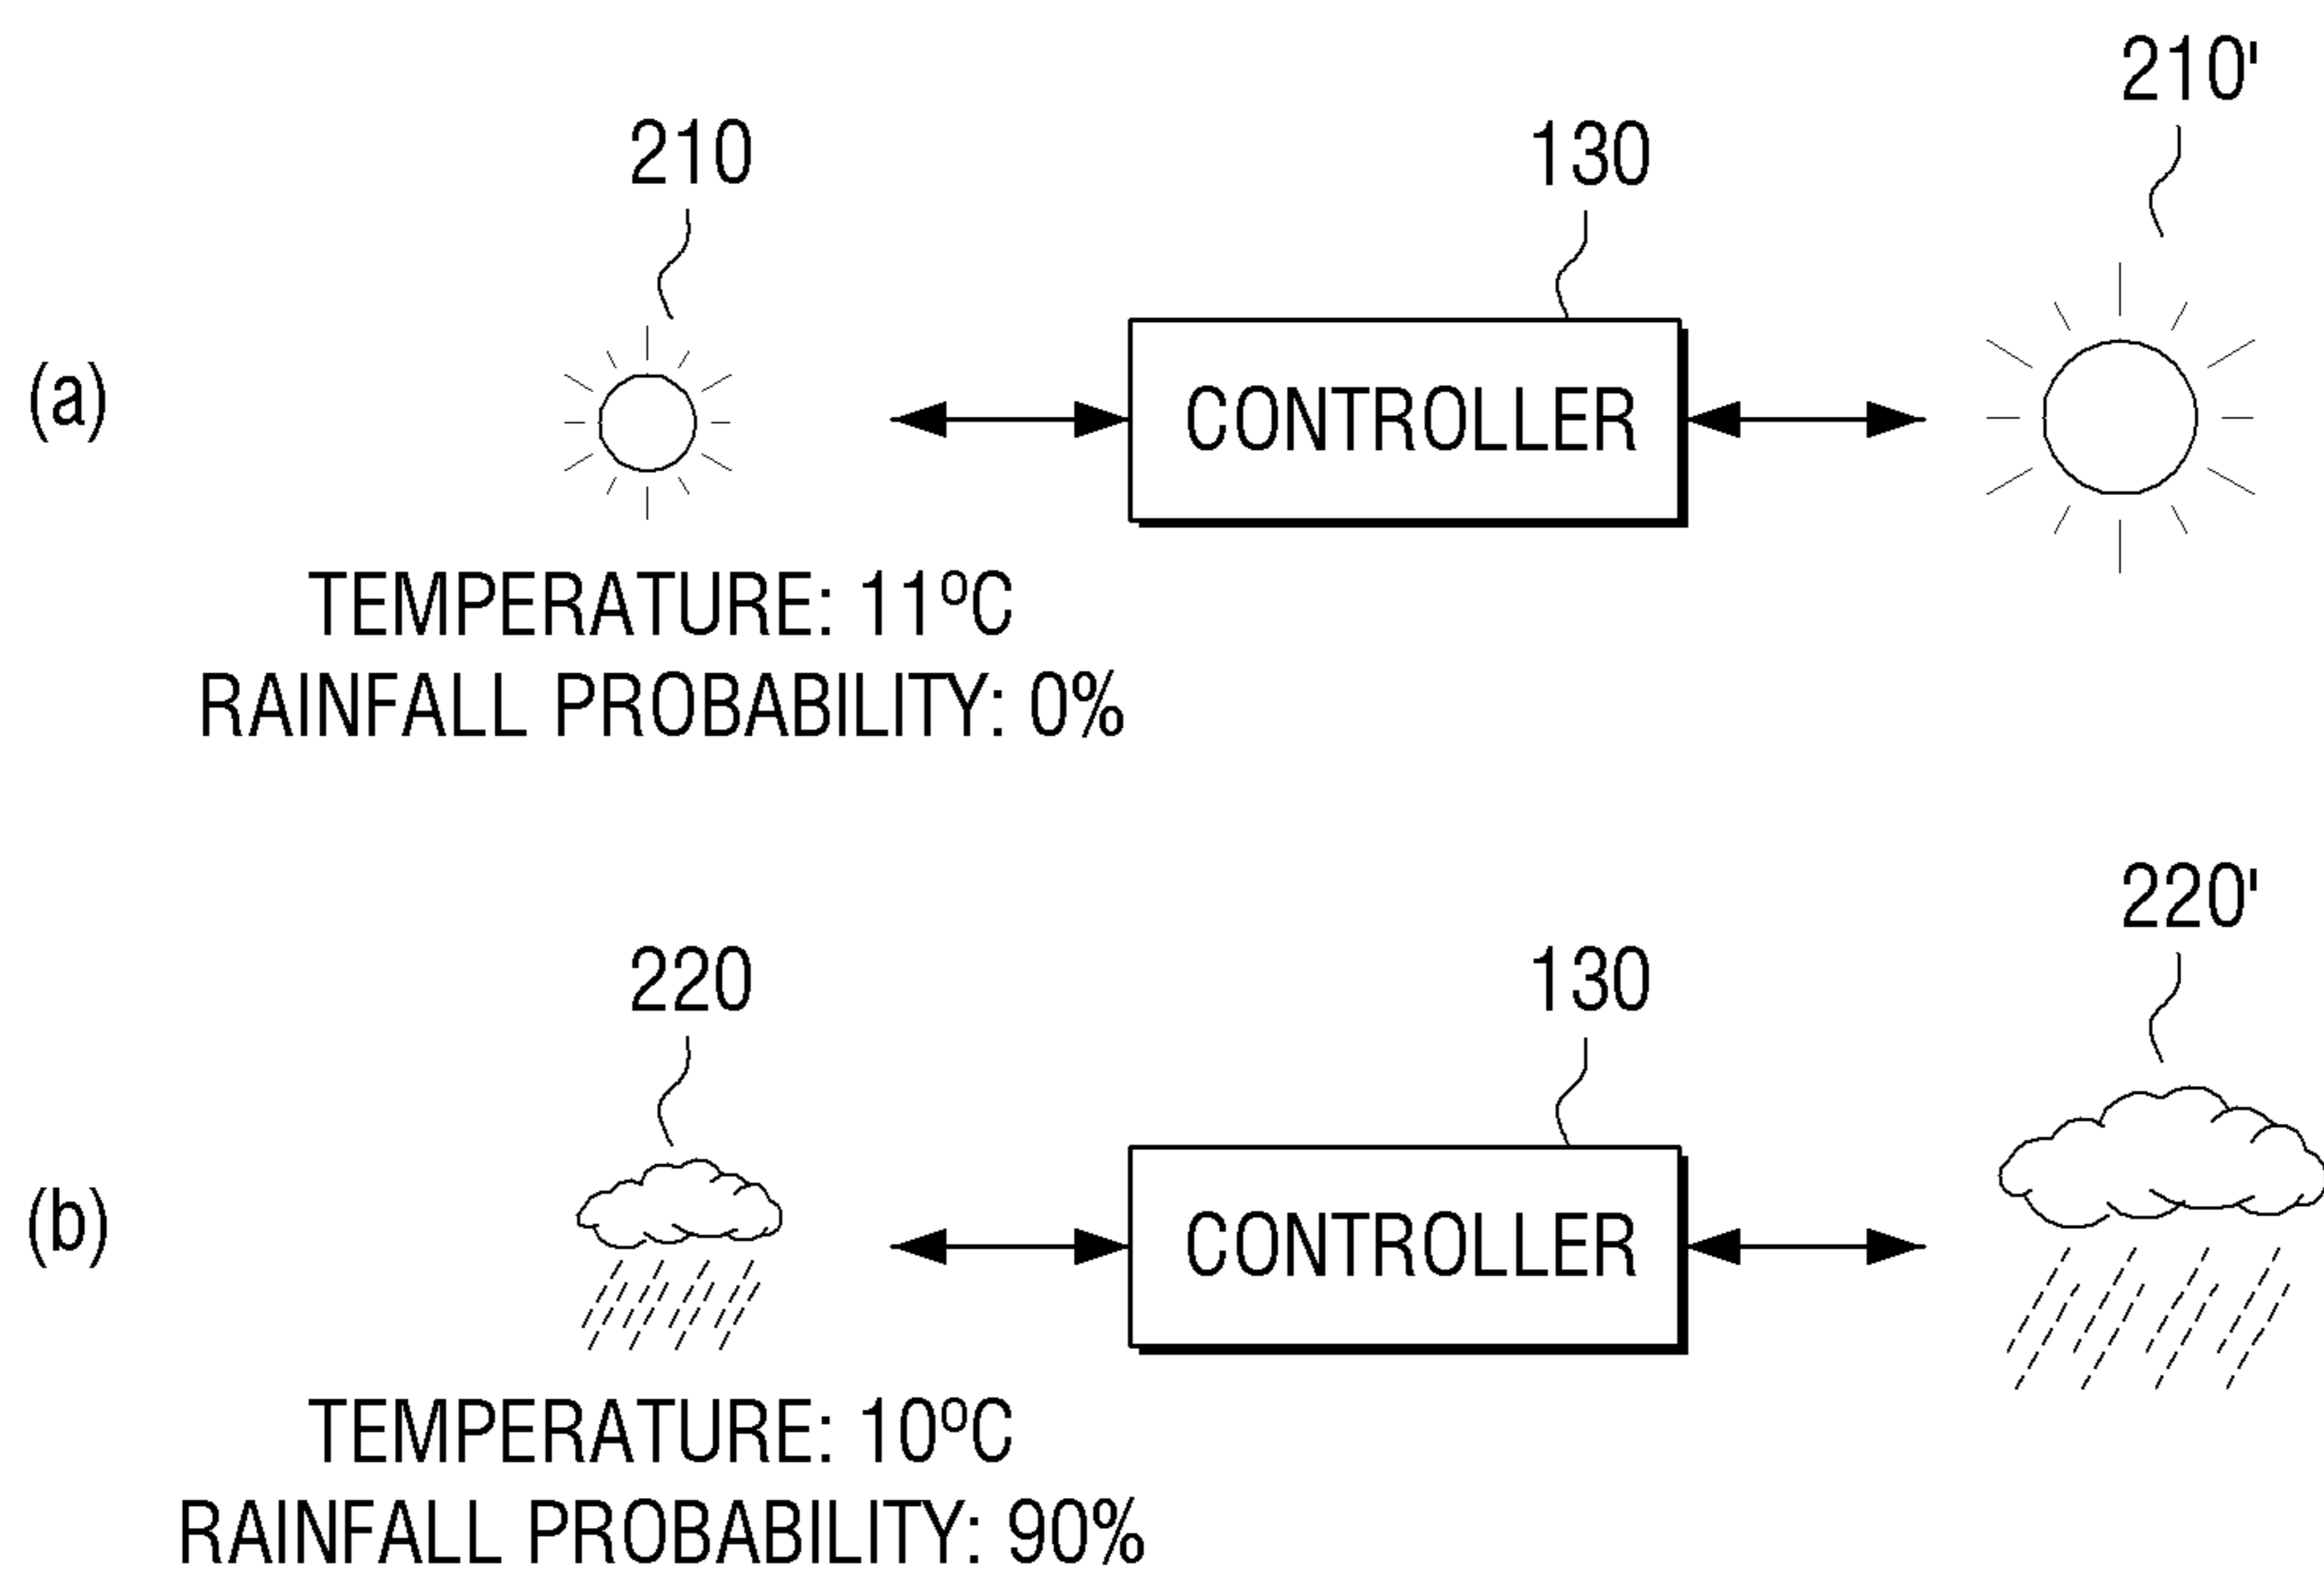 210'
210
130
(a)
CONTROLLER
TEMPERATURE: 11ºC
RAINFALL PROBABILITY: 0%
220'
220
130
(b)
CONTROLLER
TEMPERATURE: 10ºC
RAINFALL PROBABILITY: 90%